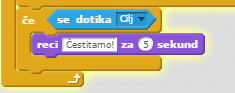 če se dotika Cilj
reci Čestitamo! za 5 sekund